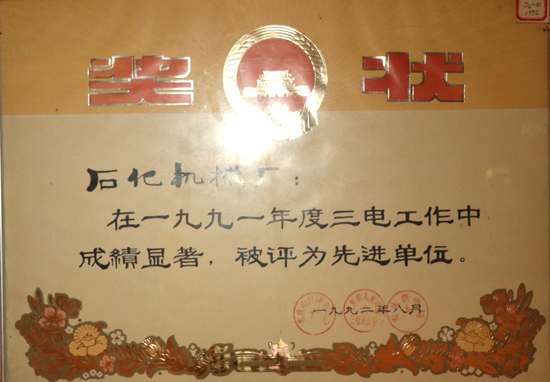 奖状
石化机械厂：
在一九九一年度三电工作中
成績显著，被评为先进单位。
一九九二年八月